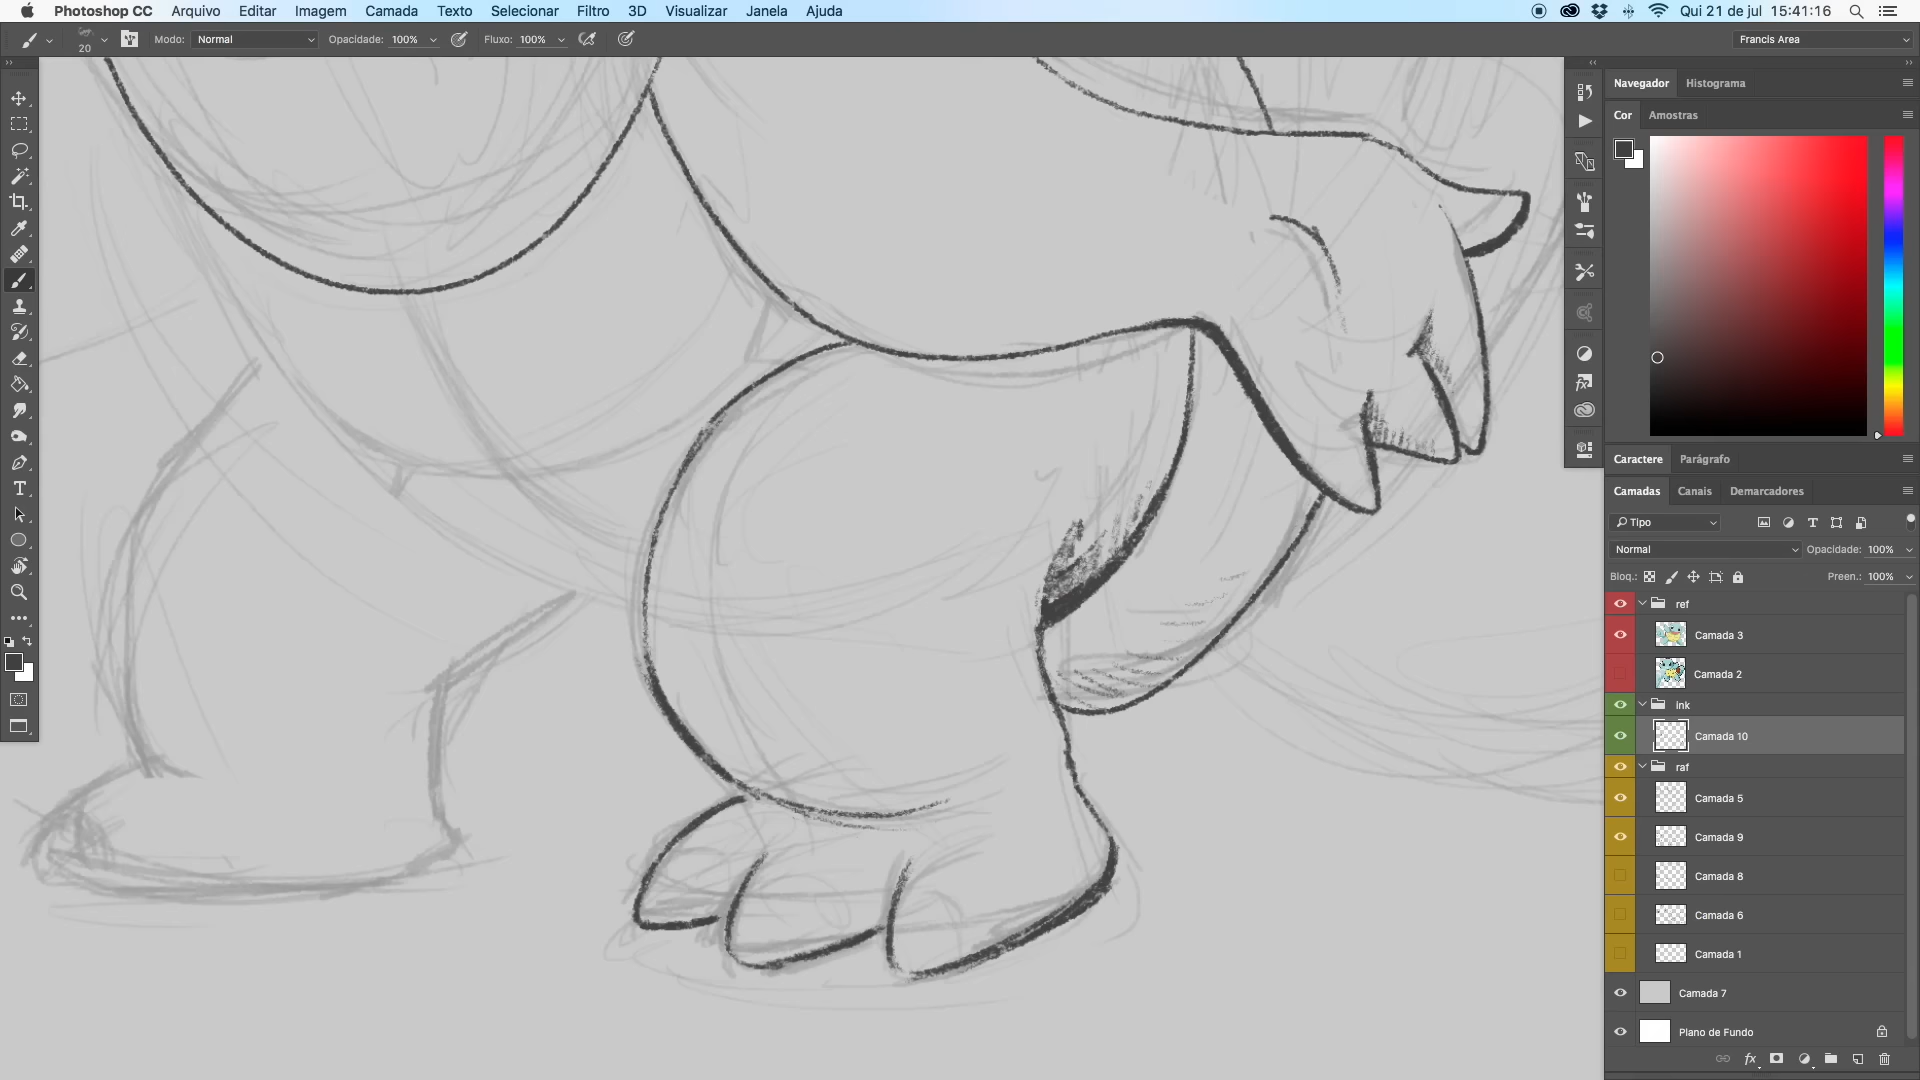 Photoshop CC Arquivo Editar Imagem Camada Texto Selecionar Filtro 3D Visualizar Janela Ajuda Qui 21 de jul 15:41:16
20 Modo: Normal Opacidade: 100% Fluxo: 100% Francis Area
Navegador Histograma
Cor Amostras
Caractere Parágrafo
Camadas Canais Demarcadores
Tipo
Normal Opacidade: 100%
Bloq.: Preen.: 100%
ref
Camada 3
Camada 2
ink
Camada 10
raf
Camada 5
Camada 9
Camada 8
Camada 6
Camada 1
Camada 7
Plano de Fundo
fx